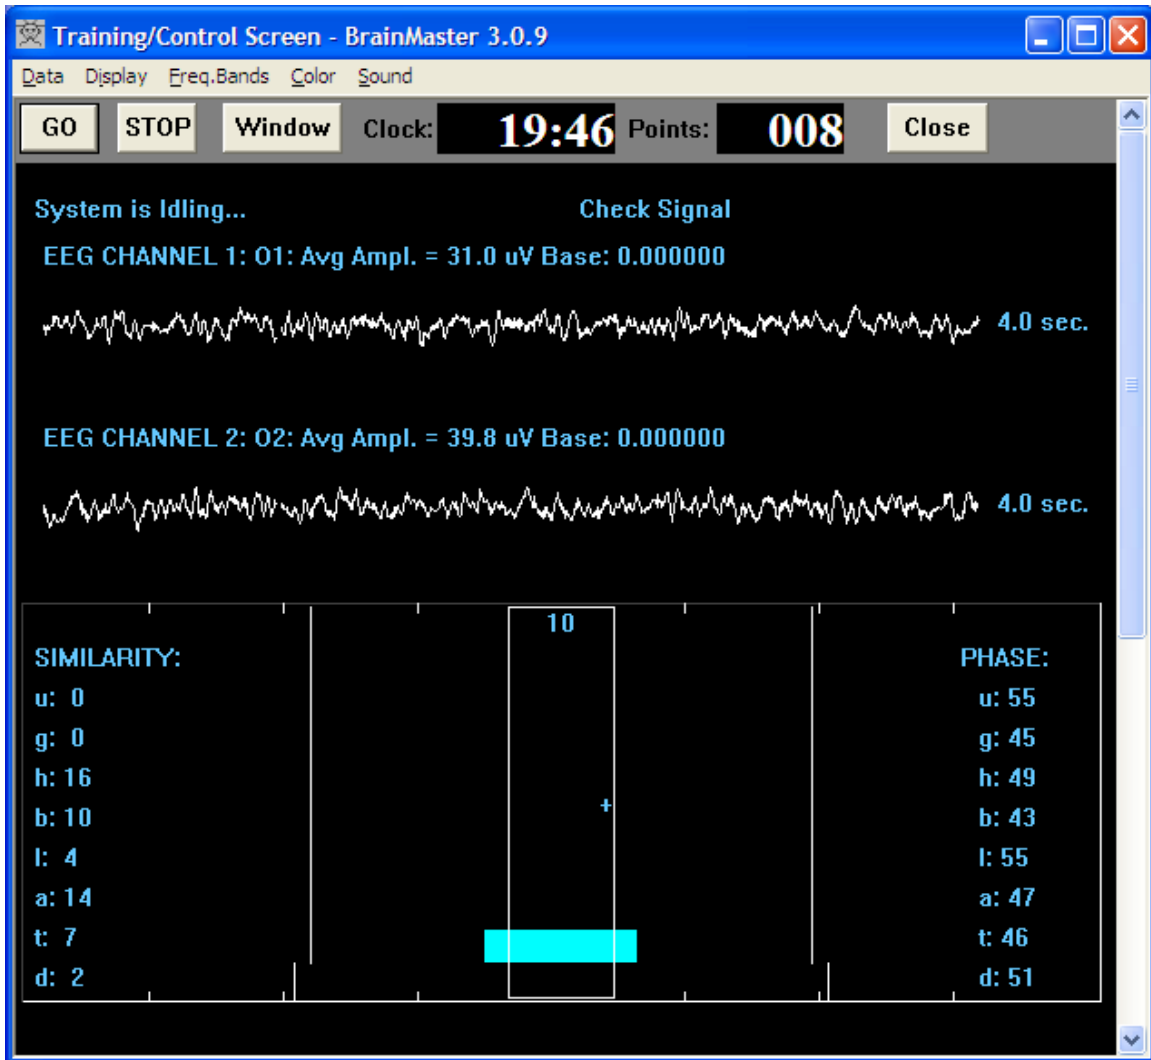 Training/Control Screen - BrainMaster 3.0.9
Data Display Freq.Bands Color Sound
GO STOP Window Clock: 19:46 Points: 008 Close
System is Idling... Check Signal
EEG CHANNEL 1: O1: Avg Ampl. = 31.0 uV Base: 0.000000
4.0 sec.
EEG CHANNEL 2: O2: Avg Ampl. = 39.8 uV Base: 0.000000
4.0 sec.
10
SIMILARITY: PHASE:
u: 0 u: 55
g: 0 g: 45
h: 16 h: 49
b: 10 b: 43
l: 4 l: 55
a: 14 a: 47
t: 7 t: 46
d: 2 d: 51